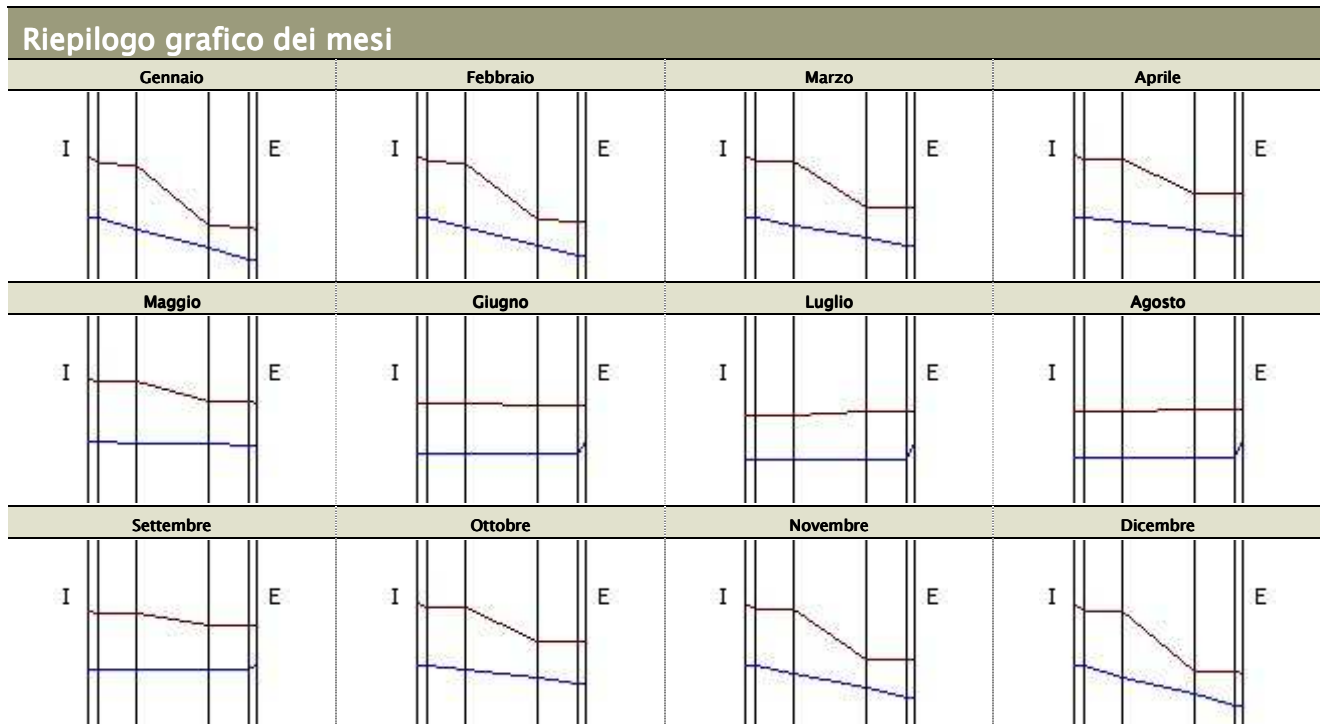 Riepilogo grafico dei mesi
Gennaio Febbraio Marzo Aprile
I E I E I E I E
Maggio Giugno Luglio Agosto
I E I E I E I E
Settembre Ottobre Novembre Dicembre
I E I E I E I E